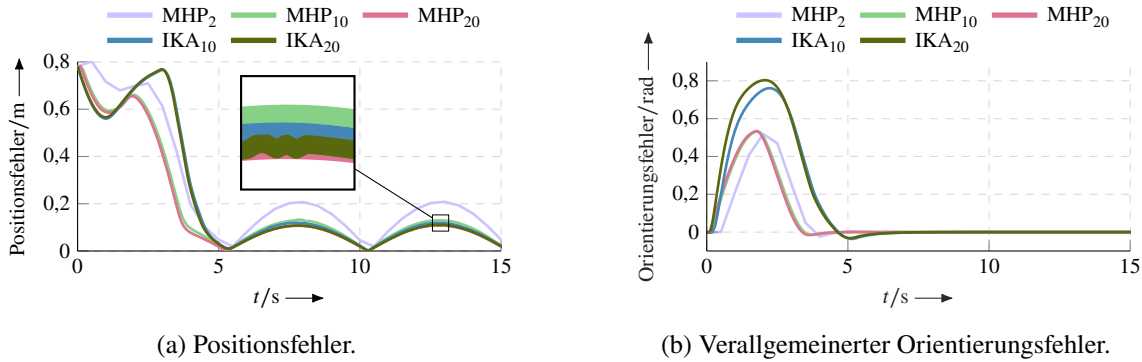 MHP2 MHP10 MHP20
IKA10 IKA20
Positionsfehler/m
0,8
0,6
0,4
0,2
0
0 5 10 15
t/s
(a) Positionsfehler.
MHP2 MHP10 MHP20
IKA10 IKA20
Orientierungsfehler/rad
0,8
0,6
0,4
0,2
0
0 5 10 15
t/s
(b) Verallgemeinerter Orientierungsfehler.